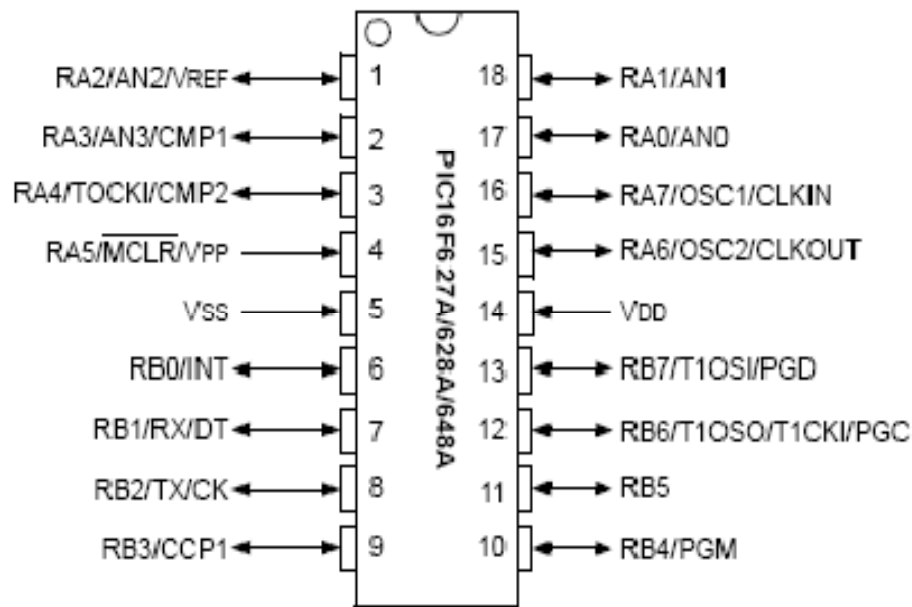 RA2/AN2/VREF 1 18 RA1/AN1
RA3/AN3/CMP1 2 17 RA0/AN0
RA4/TOCKI/CMP2 3 16 RA7/OSC1/CLKIN
RA5/MCLR/VPP 4 15 RA6/OSC2/CLKOUT
VSS 5 14 VDD
RB0/INT 6 13 RB7/T1OSI/PGD
RB1/RX/DT 7 12 RB6/T1OSO/T1CKI/PGC
RB2/TX/CK 8 11 RB5
RB3/CCP1 9 10 RB4/PGM
PIC16F627A/628A/648A